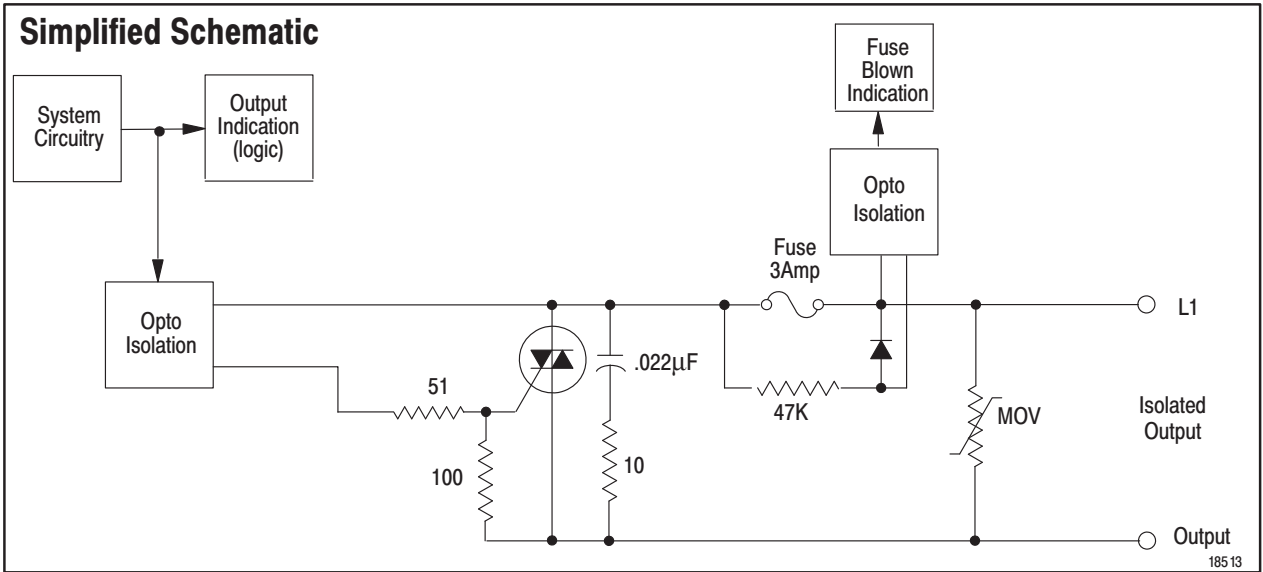 Simplified Schematic
System
Circuitry
Output
Indication
(logic)
Fuse
Blown
Indication
Opto
Isolation
Fuse
3Amp
Opto
Isolation
L1
.022µF
51
47K
MOV
Isolated
Output
100
10
Output
18513